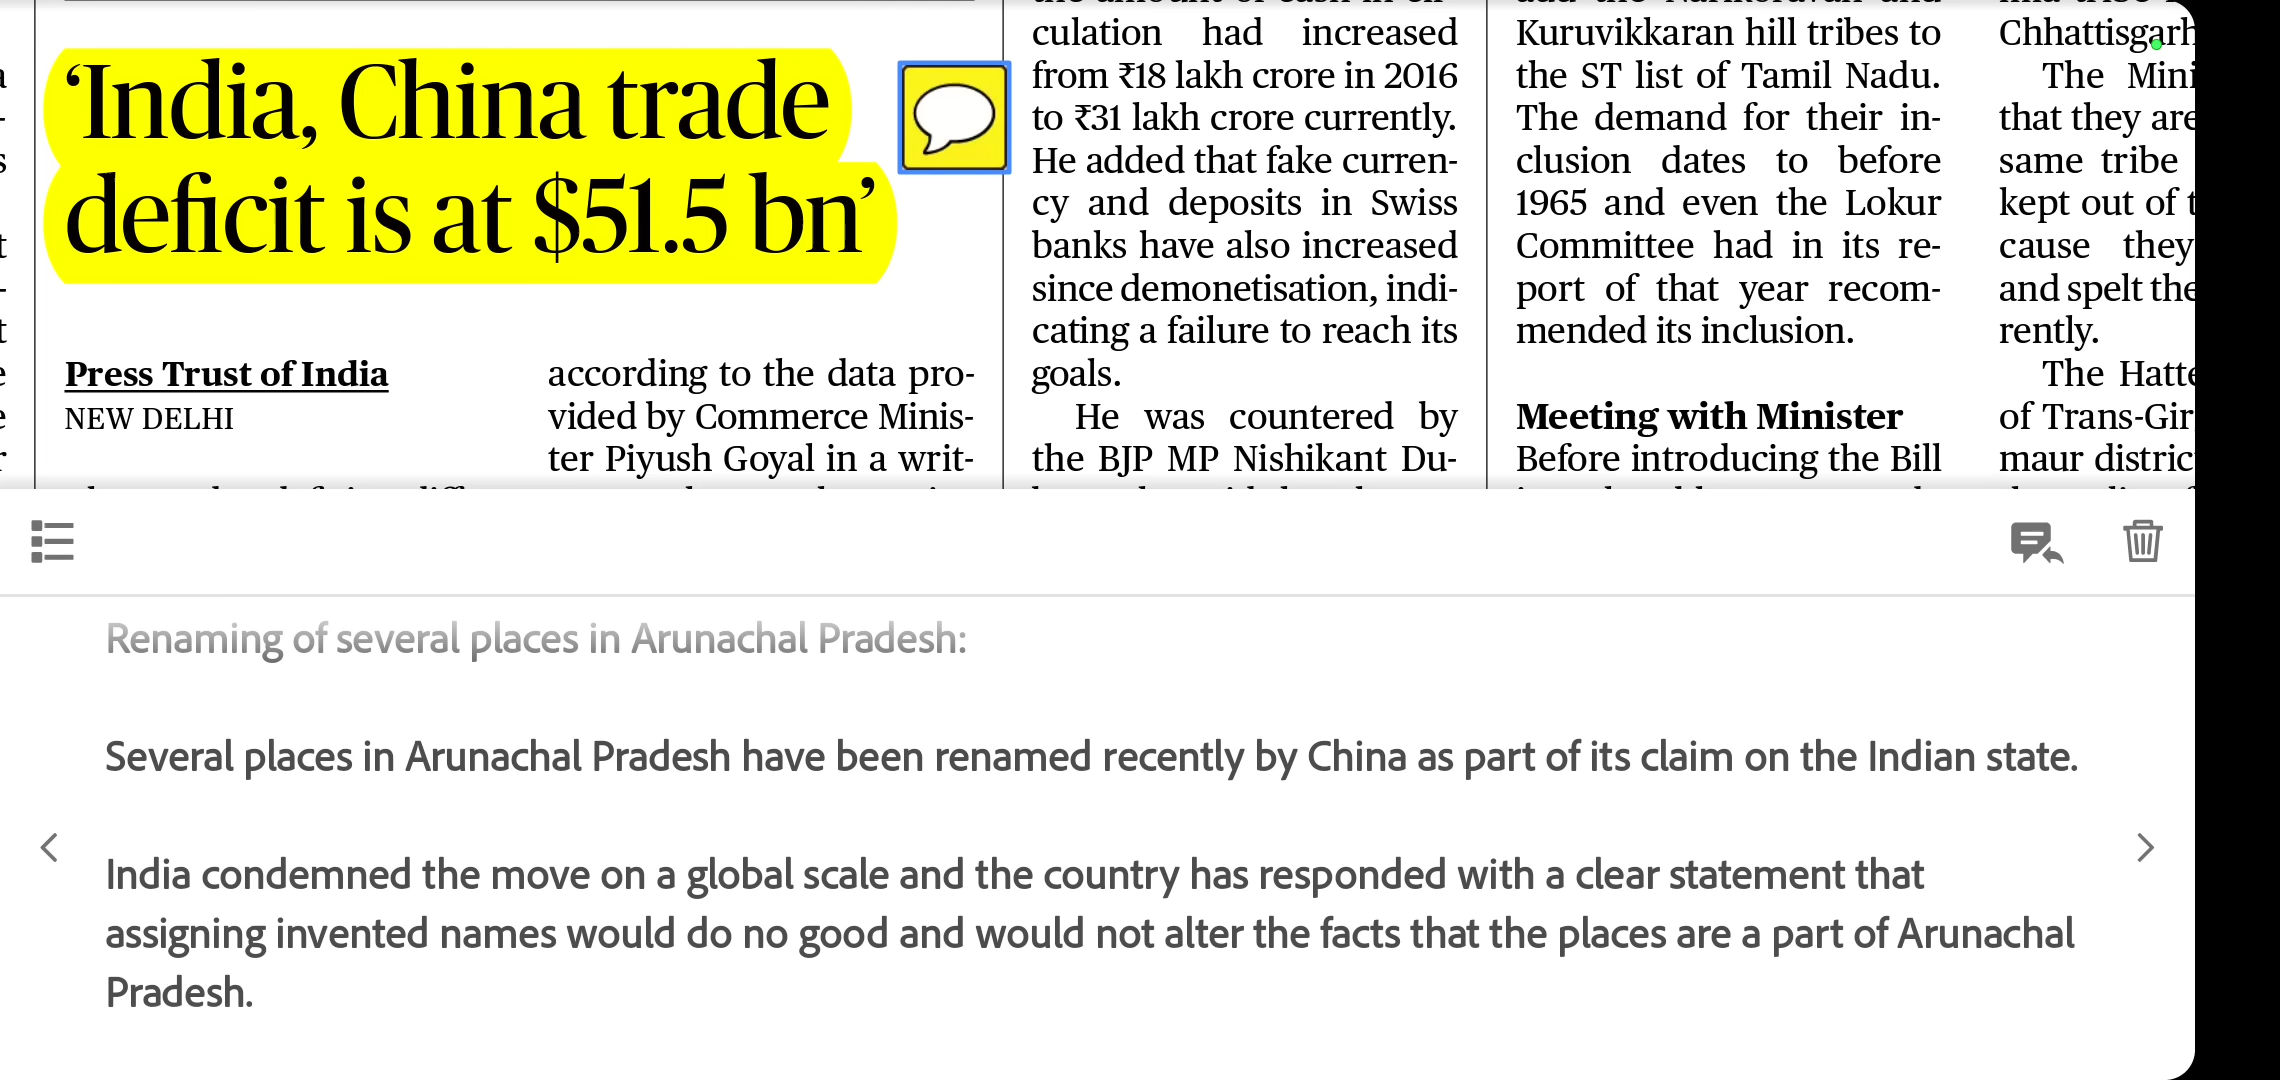 ‘India, China trade
deficit is at $51.5 bn’
Press Trust of India
NEW DELHI
according to the data pro-
vided by Commerce Minis-
ter Piyush Goyal in a writ-
culation had increased
from ₹18 lakh crore in 2016
to ₹31 lakh crore currently.
He added that fake curren-
cy and deposits in Swiss
banks have also increased
since demonetisation, indi-
cating a failure to reach its
goals.
He was countered by
the BJP MP Nishikant Du-
Kuruvikkaran hill tribes to
the ST list of Tamil Nadu.
The demand for their in-
clusion dates to before
1965 and even the Lokur
Committee had in its re-
port of that year recom-
mended its inclusion.
Meeting with Minister
Before introducing the Bill
Chhattisgarh
The Mini
that they are
same tribe
kept out of t
cause they
and spelt the
rently.
The Hatte
of Trans-Gir
maur distric
Renaming of several places in Arunachal Pradesh:
Several places in Arunachal Pradesh have been renamed recently by China as part of its claim on the Indian state.
India condemned the move on a global scale and the country has responded with a clear statement that
assigning invented names would do no good and would not alter the facts that the places are a part of Arunachal
Pradesh.